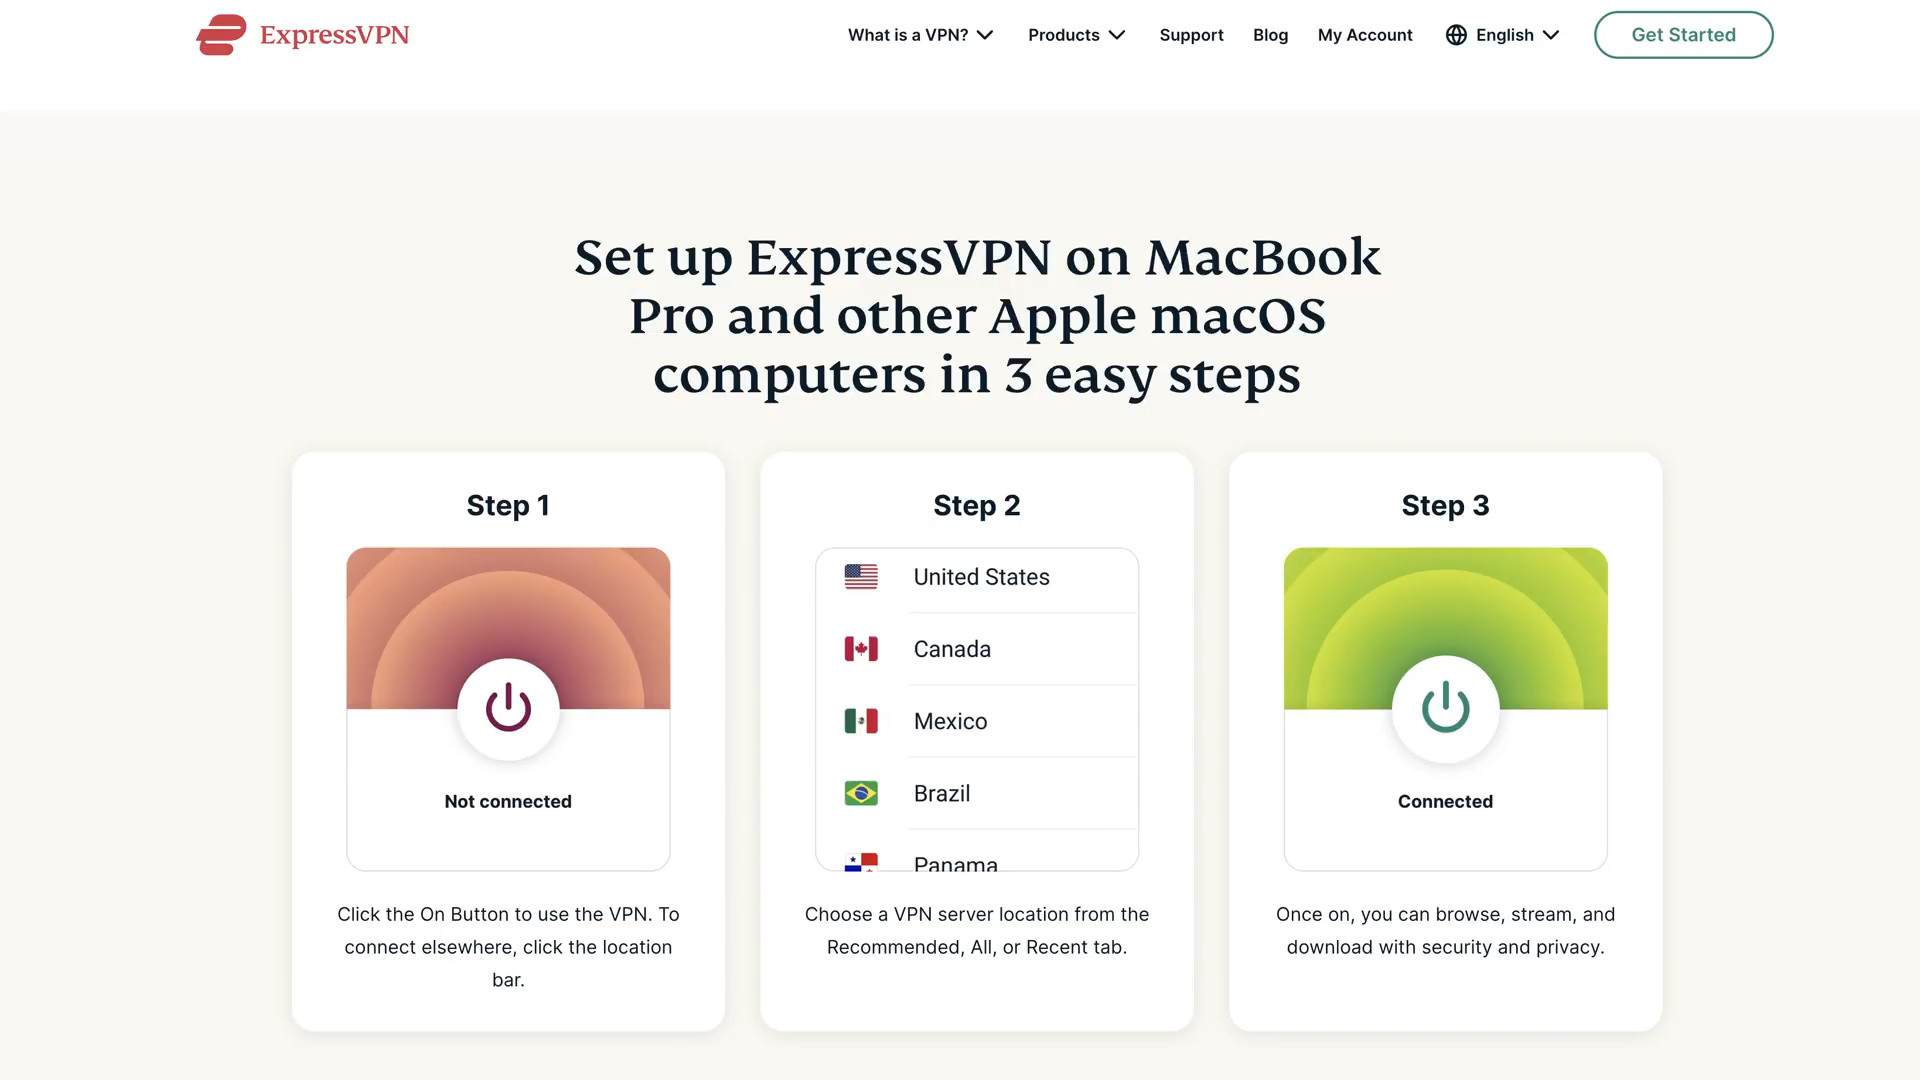 ExpressVPN
What is a VPN?
Products
Support
Blog
My Account
English
Get Started
Set up ExpressVPN on MacBook
Pro and other Apple macOS
computers in 3 easy steps
Step 1
Not connected
Click the On Button to use the VPN. To
connect elsewhere, click the location
bar.
Step 2
United States
Canada
Mexico
Brazil
Panama
Choose a VPN server location from the
Recommended, All, or Recent tab.
Step 3
Connected
Once on, you can browse, stream, and
download with security and privacy.